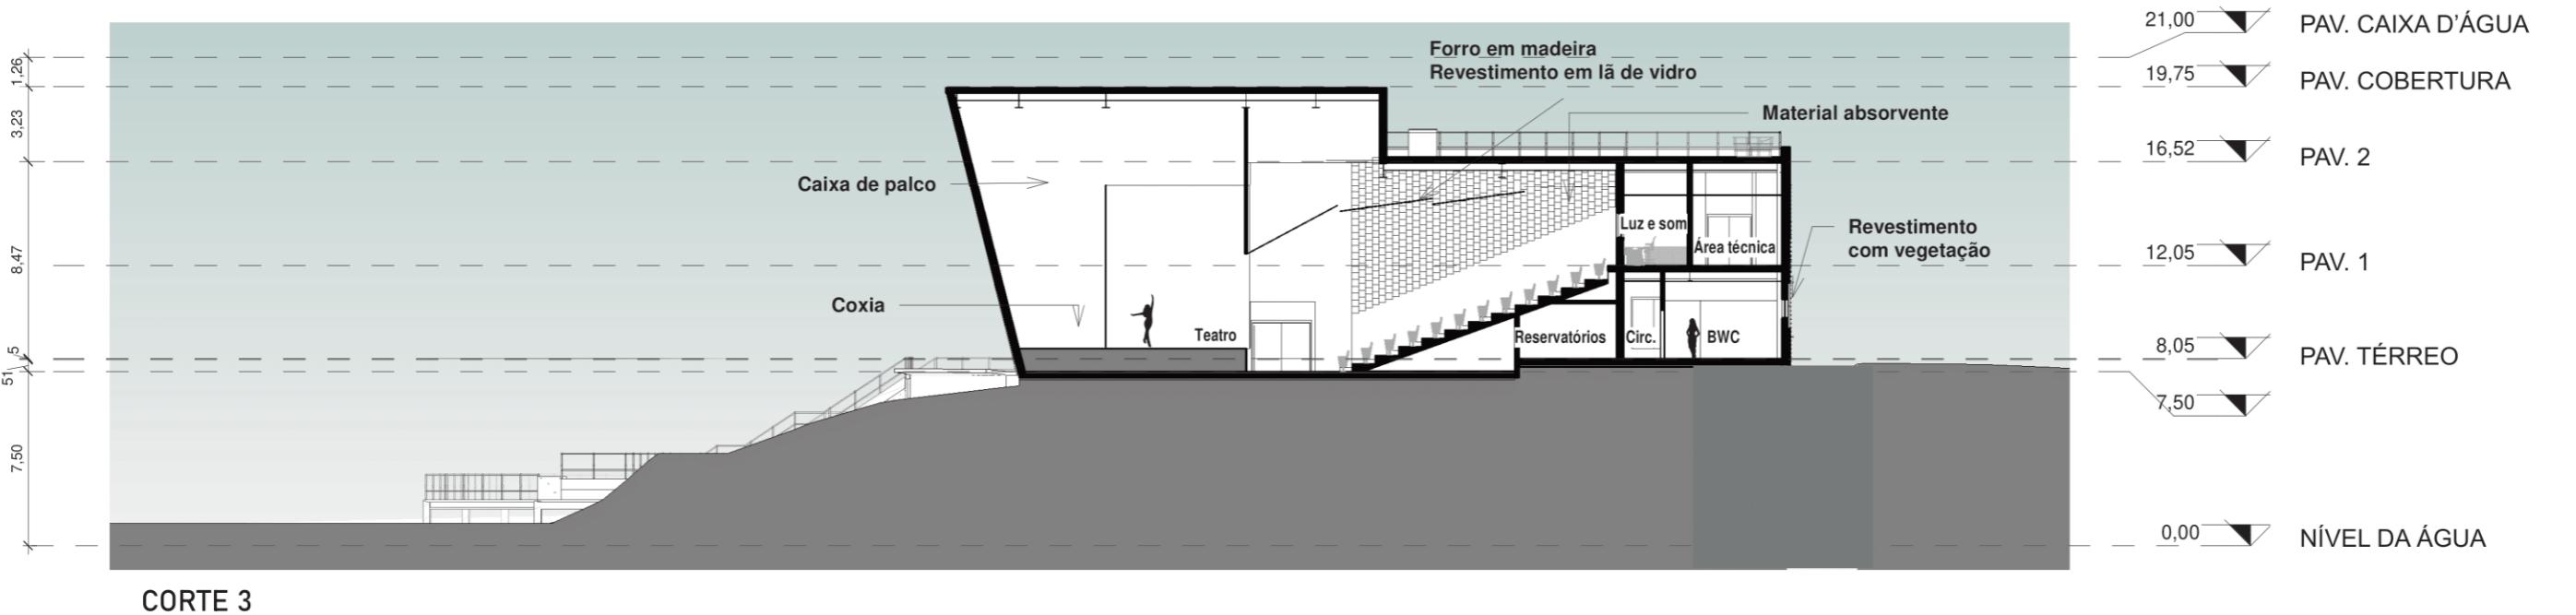 21,00 PAV. CAIXA D’ÁGUA
19,75 PAV. COBERTURA
16,52 PAV. 2
12,05 PAV. 1
8,05 PAV. TÉRREO
7,50
0,00 NÍVEL DA ÁGUA
1,26
3,23
8,47
5
51
7,50
Forro em madeira
Revestimento em lã de vidro
Material absorvente
Caixa de palco
Revestimento
com vegetação
Luz e som
Área técnica
Coxia
Teatro
Reservatórios
Circ.
BWC
CORTE 3